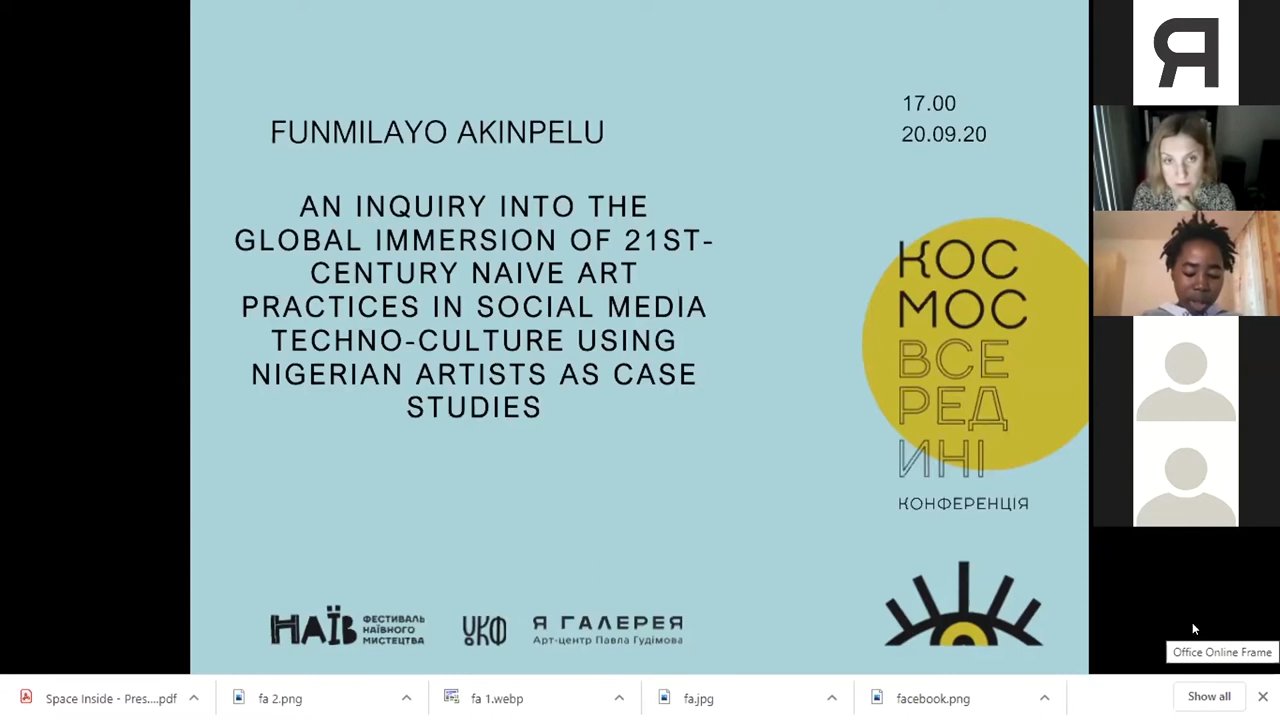 FUNMILAYO AKINPELU
AN INQUIRY INTO THE
GLOBAL IMMERSION OF 21ST-
CENTURY NAIVE ART
PRACTICES IN SOCIAL MEDIA
TECHNO-CULTURE USING
NIGERIAN ARTISTS AS CASE
STUDIES
17.00
20.09.20
КОС
МОС
ВСЕ
РЕД
ИНІ
КОНФЕРЕНЦІЯ
НАЇВ
ФЕСТИВАЛЬ
НАЇВНОГО
МИСТЕЦТВА
УКФ
Я ГАЛЕРЕЯ
Арт-центр Павла Гудімова
Я
Office Online Frame
Space Inside - Pres....pdf
fa 2.png
fa 1.webp
fa.jpg
facebook.png
Show all